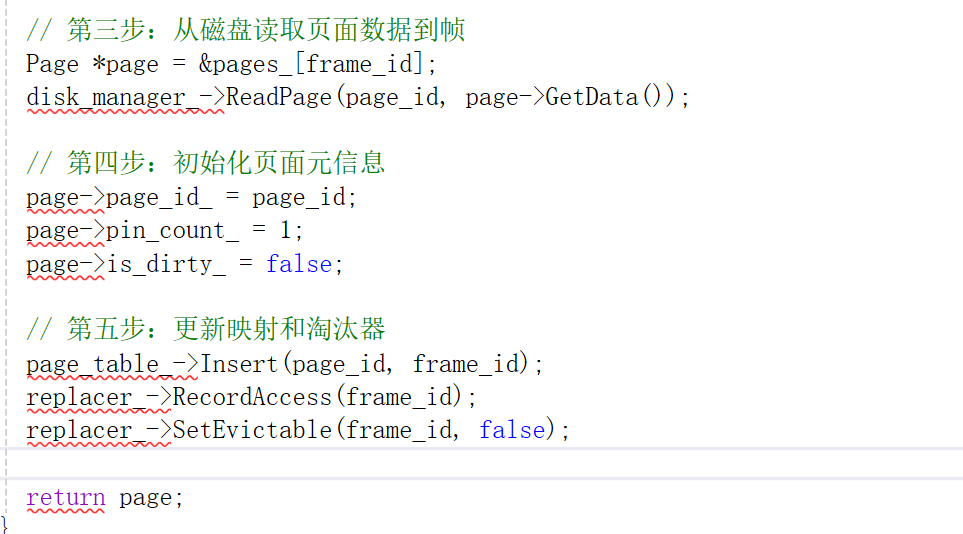 // 第三步：从磁盘读取页面数据到帧
Page *page = &pages_[frame_id];
disk_manager_->ReadPage(page_id, page->GetData());
// 第四步：初始化页面元信息
page->page_id_ = page_id;
page->pin_count_ = 1;
page->is_dirty_ = false;
// 第五步：更新映射和淘汰器
page_table_->Insert(page_id, frame_id);
replacer_->RecordAccess(frame_id);
replacer_->SetEvictable(frame_id, false);
return page;
}